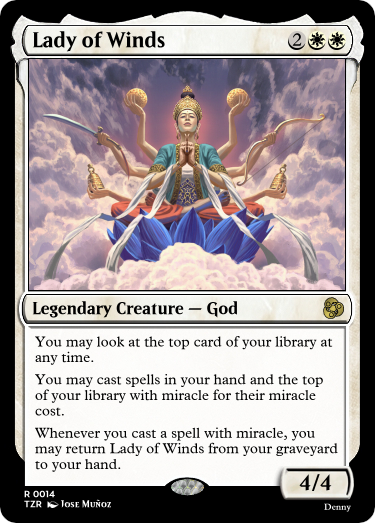 Lady of Winds 2
Legendary Creature — God
You may look at the top card of your library at
any time.
You may cast spells in your hand and the top
of your library with miracle for their miracle
cost.
Whenever you cast a spell with miracle, you
may return Lady of Winds from your graveyard
to your hand.
4/4
R 0014
TZR Jose Muñoz
Denny